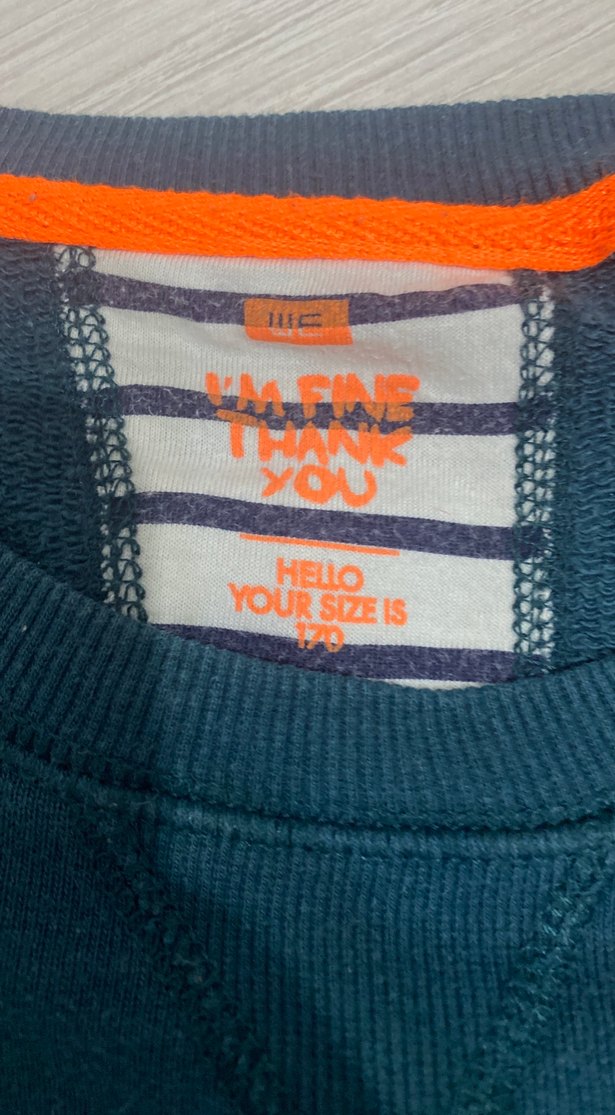 WE
I'M FINE
THANK
YOU
HELLO
YOUR SIZE IS
170